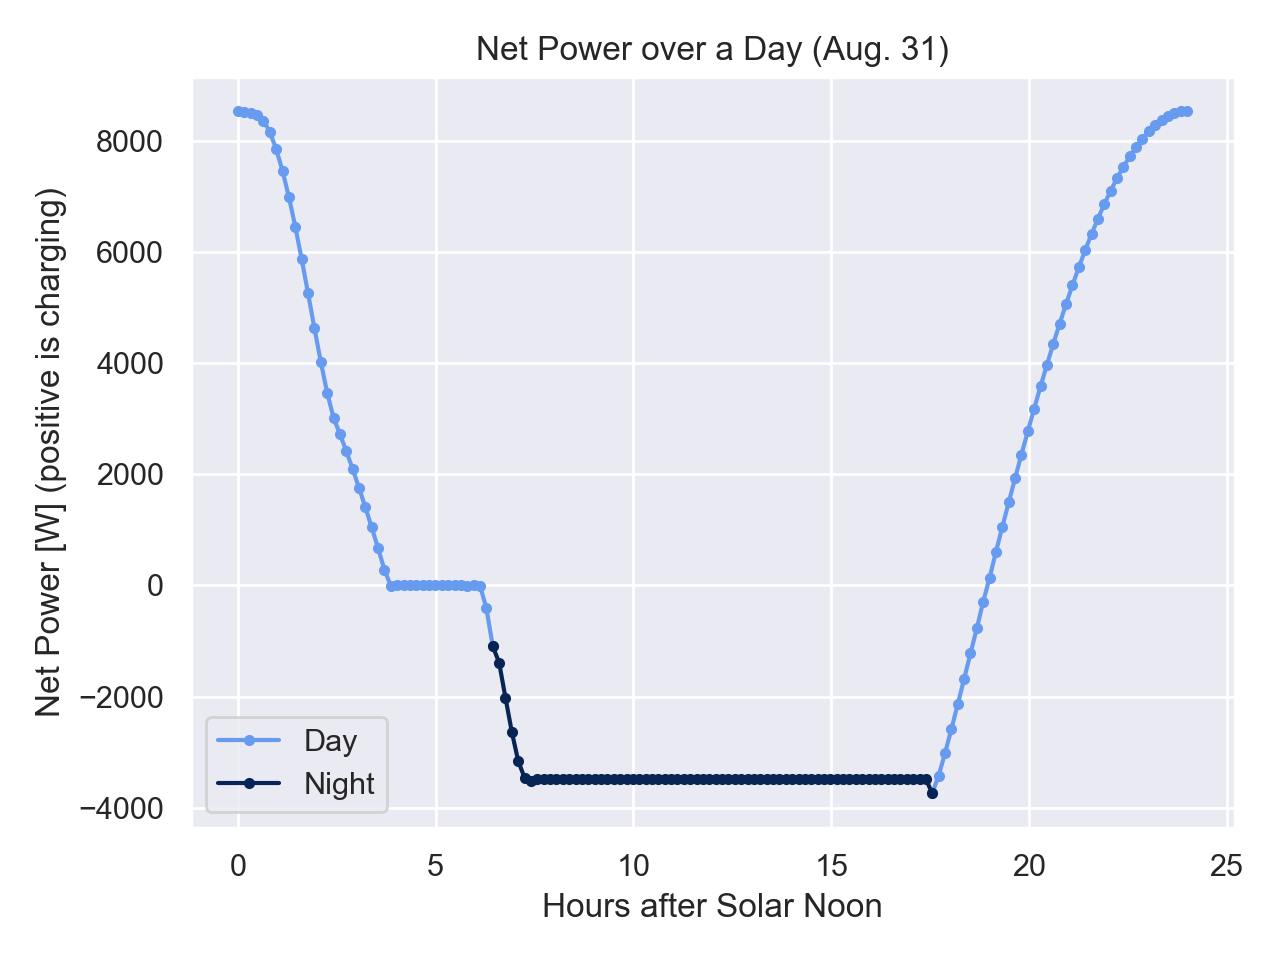 Net Power over a Day (Aug. 31)
Net Power [W] (positive is charging)
8000
6000
4000
2000
0
−2000
−4000
Day
Night
0 5 10 15 20 25
Hours after Solar Noon